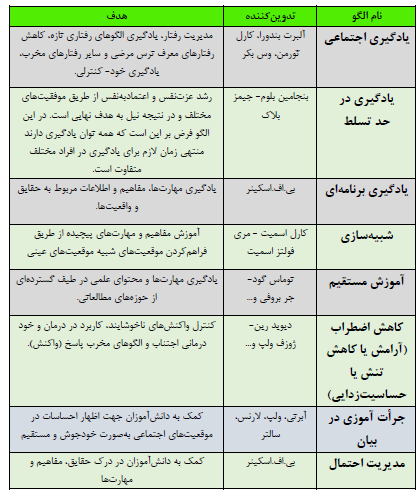 نام الگو تدوین‌کننده هدف
یادگیری اجتماعی آلبرت بندورا، کارل مدیریت رفتار، یادگیری الگوهای رفتاری تازه، کاهش
ثورمن، وس بکر رفتارهای معرف ترس مرضی و سایر رفتارهای مخرب،
یادگیری خود- کنترلی.
یادگیری در بنجامین بلوم- جیمز رشد عزت‌نفس و اعتمادبه‌نفس از طریق موفقیت‌های
حد تسلط بلاک مختلف و در نتیجه نیل به هدف نهایی است. در این
الگو فرض بر این است که همه توان یادگیری دارند
منتهی زمان لازم برای یادگیری در افراد مختلف
متفاوت است.
یادگیری برنامه‌ای بی.اف.اسکینر یادگیری مهارت‌ها، مفاهیم و اطلاعات مربوط به حقایق
و واقعیت‌ها.
شبیه‌سازی کارل اسمیت - مری آموزش مفاهیم و مهارت‌های پیچیده از طریق
فولتز اسمیت فراهم‌کردن موقعیت‌های شبیه موقعیت‌های عینی
آموزش مستقیم توماس گود- یادگیری مهارت‌ها و محتوای علمی در طیف گسترده‌ای
جر بروفی و... از حوزه‌های مطالعاتی.
کاهش اضطراب دیوید رین- کنترل واکنش‌های ناخوشایند، کاربرد در درمان و خود
(آرامش یا کاهش ژوزف ولپ و... درمانی اجتناب و الگوهای مخرب پاسخ (واکنش).
تنش یا
حساسیت‌زدایی)
جرأت آموزی در آبرتی، ولپ، لارنس، کمک به دانش‌آموزان جهت اظهار احساسات در
بیان سالتر موقعیت‌های اجتماعی به‌صورت خودجوش و مستقیم
مدیریت احتمال بی.اف.اسکینر کمک به دانش‌آموزان در درک حقایق، مفاهیم و
مهارت‌ها